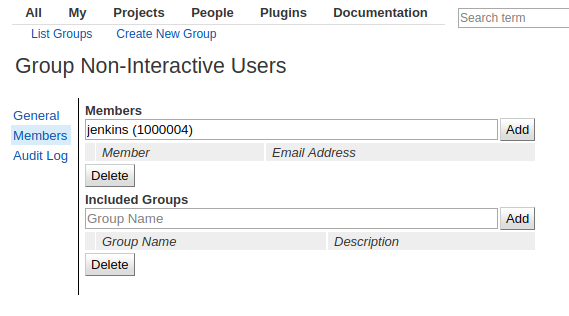 All My Projects People Plugins Documentation Search term
List Groups Create New Group
Group Non-Interactive Users
General
Members
Audit Log
Members
jenkins (1000004) Add
Member Email Address
Delete
Included Groups
Group Name Add
Group Name Description
Delete